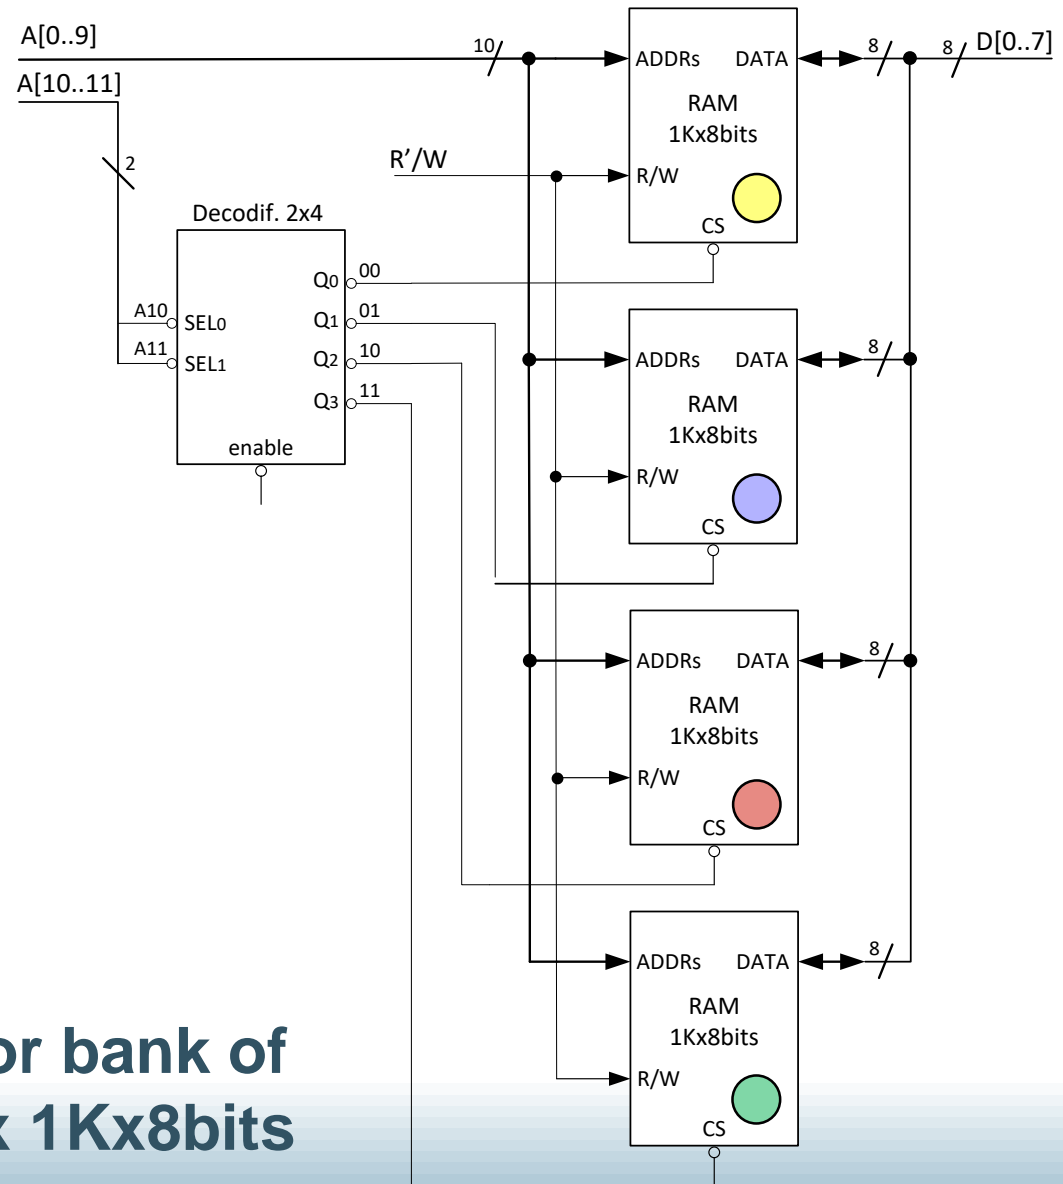 A[0..9]
10
ADDRs DATA
8
8
D[0..7]
A[10..11]
2
RAM
1Kx8bits
R'/W
R/W
CS
Decodif. 2x4
Q0
00
A10
SEL0
Q1
01
A11
SEL1
Q2
10
Q3
11
enable
ADDRs DATA
8
RAM
1Kx8bits
R/W
CS
ADDRs DATA
8
RAM
1Kx8bits
R/W
CS
ADDRs DATA
8
RAM
1Kx8bits
R/W
CS
or bank of
x 1Kx8bits